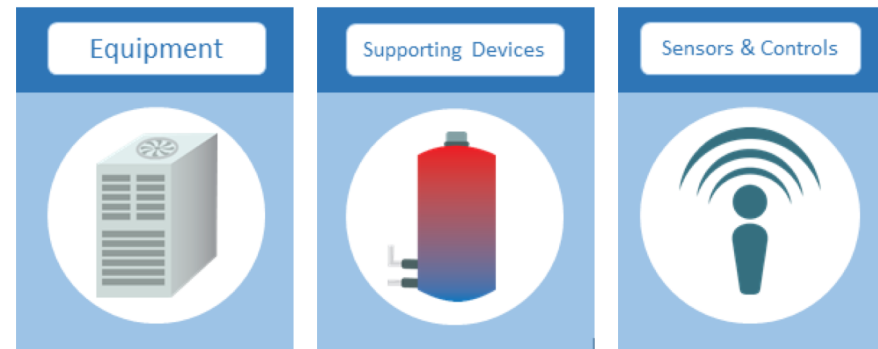 Equipment
Supporting Devices
Sensors & Controls